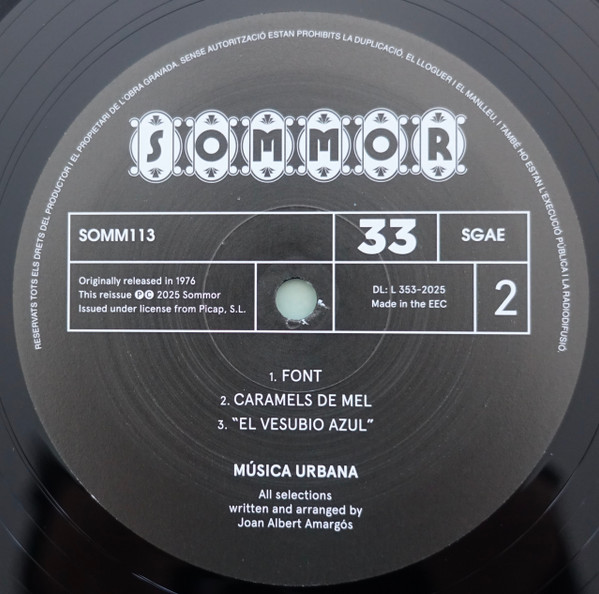 RESERVATS TOTS ELS DRETS DEL PRODUCTOR I EL PROPIETARI DE L'OBRA GRAVADA. SENSE AUTORITZACIÓ ESTAN PROHIBITS LA DUPLICACIÓ, EL LLOGUER I EL MANLLEU, I TAMBÉ HO ESTAN L'EXECUCIÓ PÚBLICA I LA RADIODIFUSIÓ.
SOMMOR
SOMM113
33
SGAE
Originally released in 1976
This reissue Ⓟ Ⓒ 2025 Sommor
Issued under license from Picap, S.L.
DL: L 353-2025
Made in the EEC
2
1. FONT
2. CARAMELS DE MEL
3. “EL VESUBIO AZUL”
MÚSICA URBANA
All selections
written and arranged by
Joan Albert Amargós